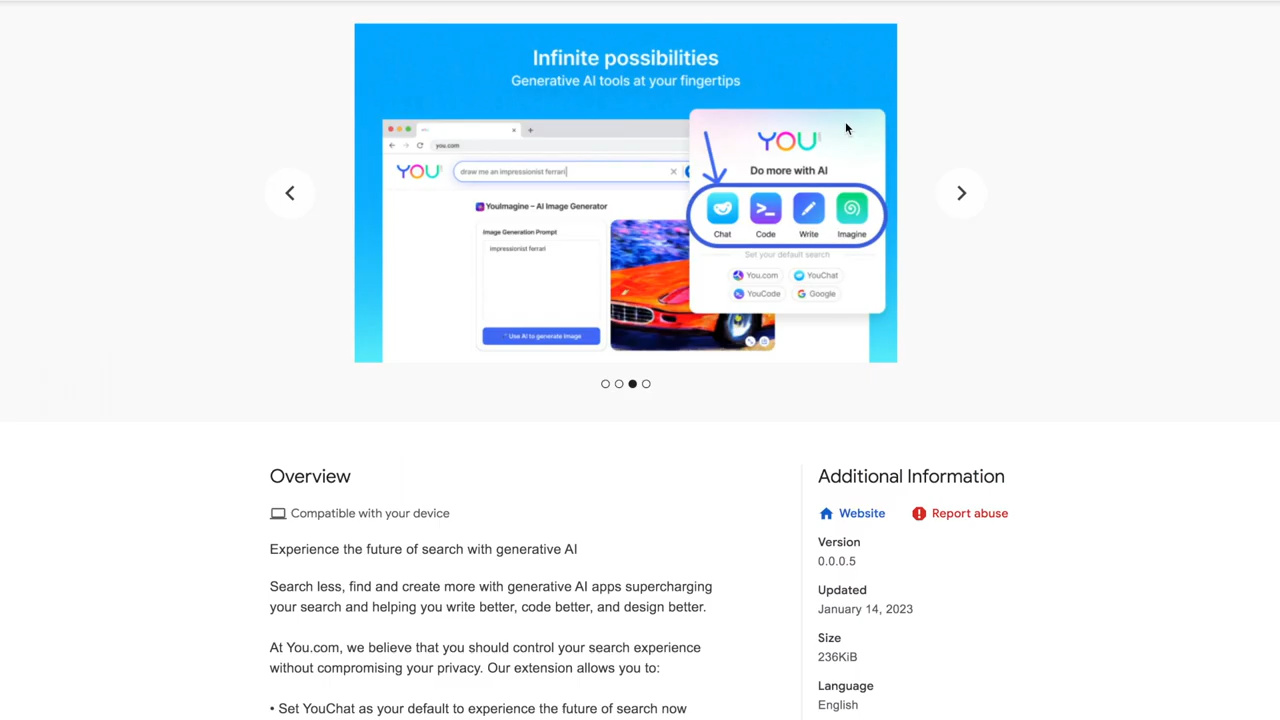 Infinite possibilities
Generative AI tools at your fingertips
you.com
YOU
draw me an impressionist ferrari
YouImagine – AI Image Generator
Image Generation Prompt
impressionist ferrari
Use AI to generate image
YOU
Do more with AI
Chat Code Write Imagine
Set your default search
You.com YouChat
YouCode Google
Overview
Compatible with your device
Experience the future of search with generative AI
Search less, find and create more with generative AI apps supercharging
your search and helping you write better, code better, and design better.
At You.com, we believe that you should control your search experience
without compromising your privacy. Our extension allows you to:
• Set YouChat as your default to experience the future of search now
Additional Information
Website Report abuse
Version
0.0.0.5
Updated
January 14, 2023
Size
236KiB
Language
English